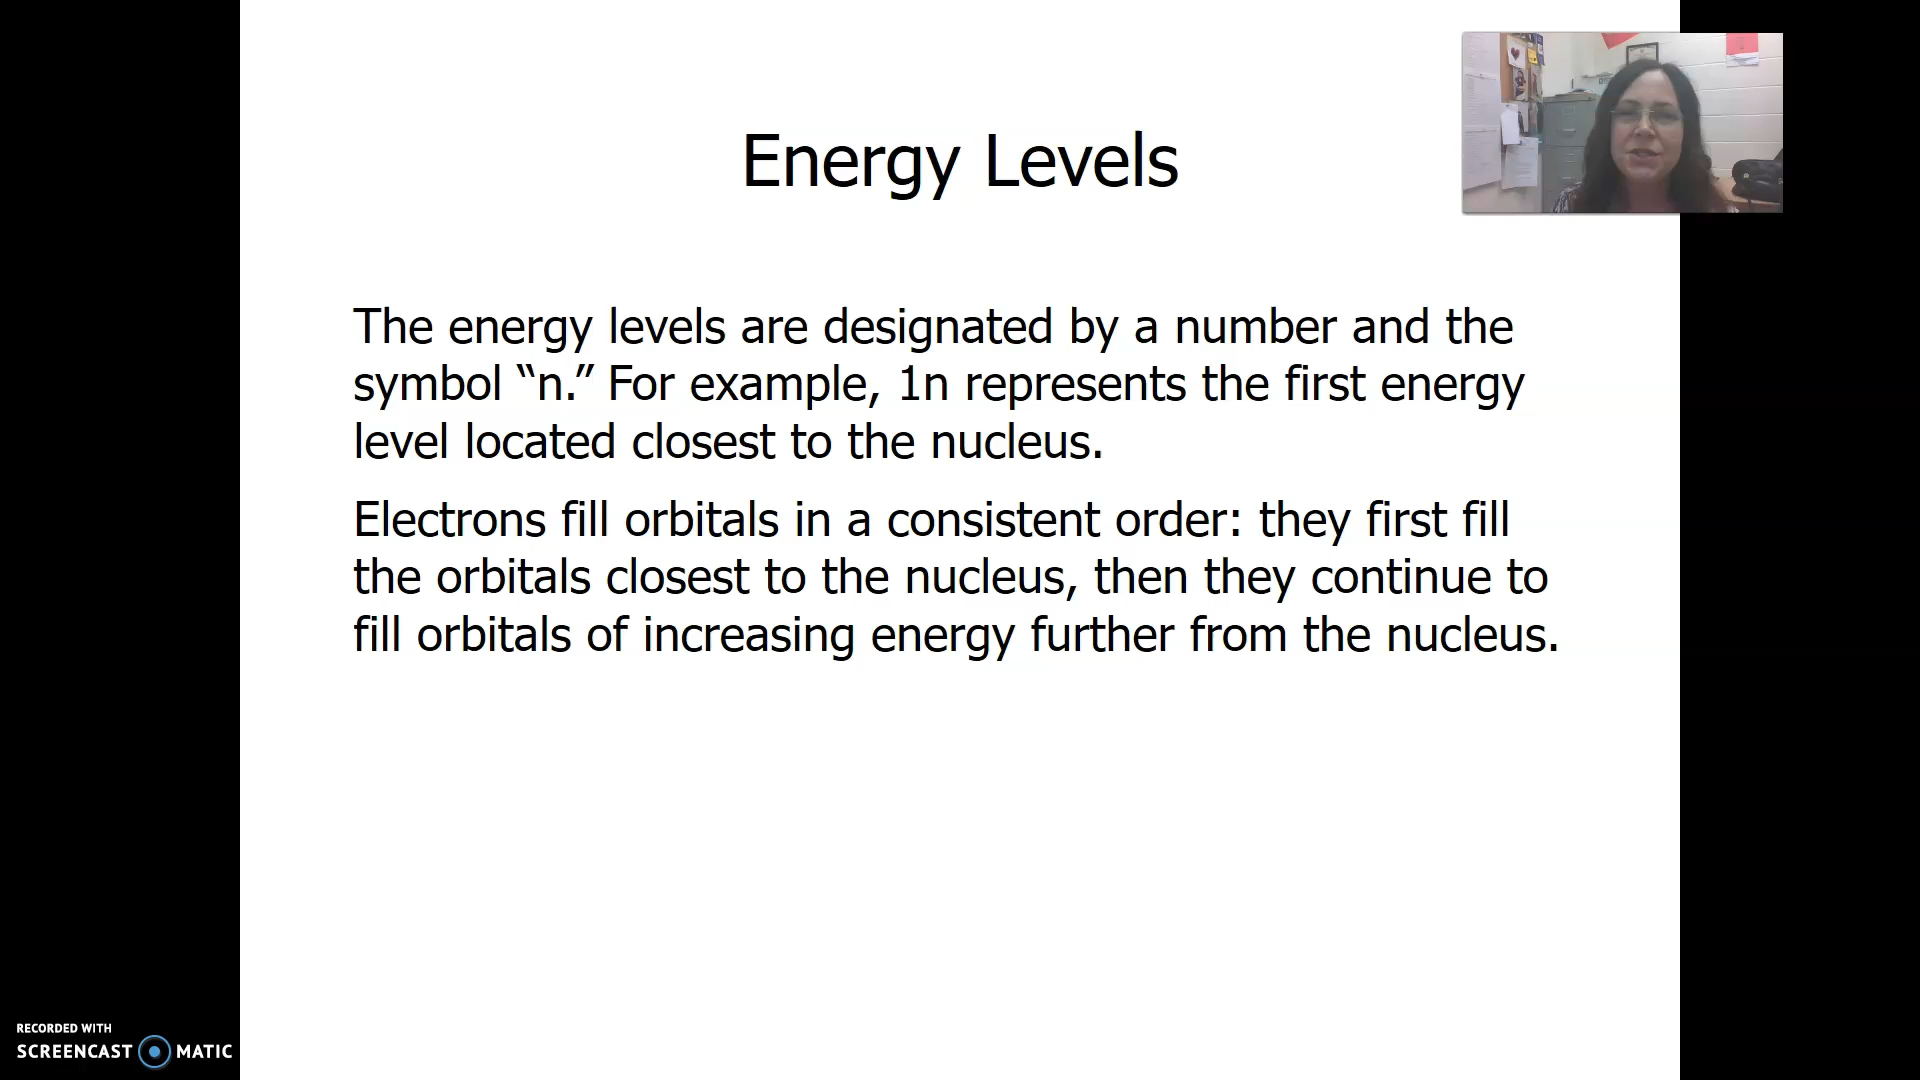 Energy Levels
The energy levels are designated by a number and the
symbol “n.” For example, 1n represents the first energy
level located closest to the nucleus.
Electrons fill orbitals in a consistent order: they first fill
the orbitals closest to the nucleus, then they continue to
fill orbitals of increasing energy further from the nucleus.
RECORDED WITH
SCREENCAST MATIC